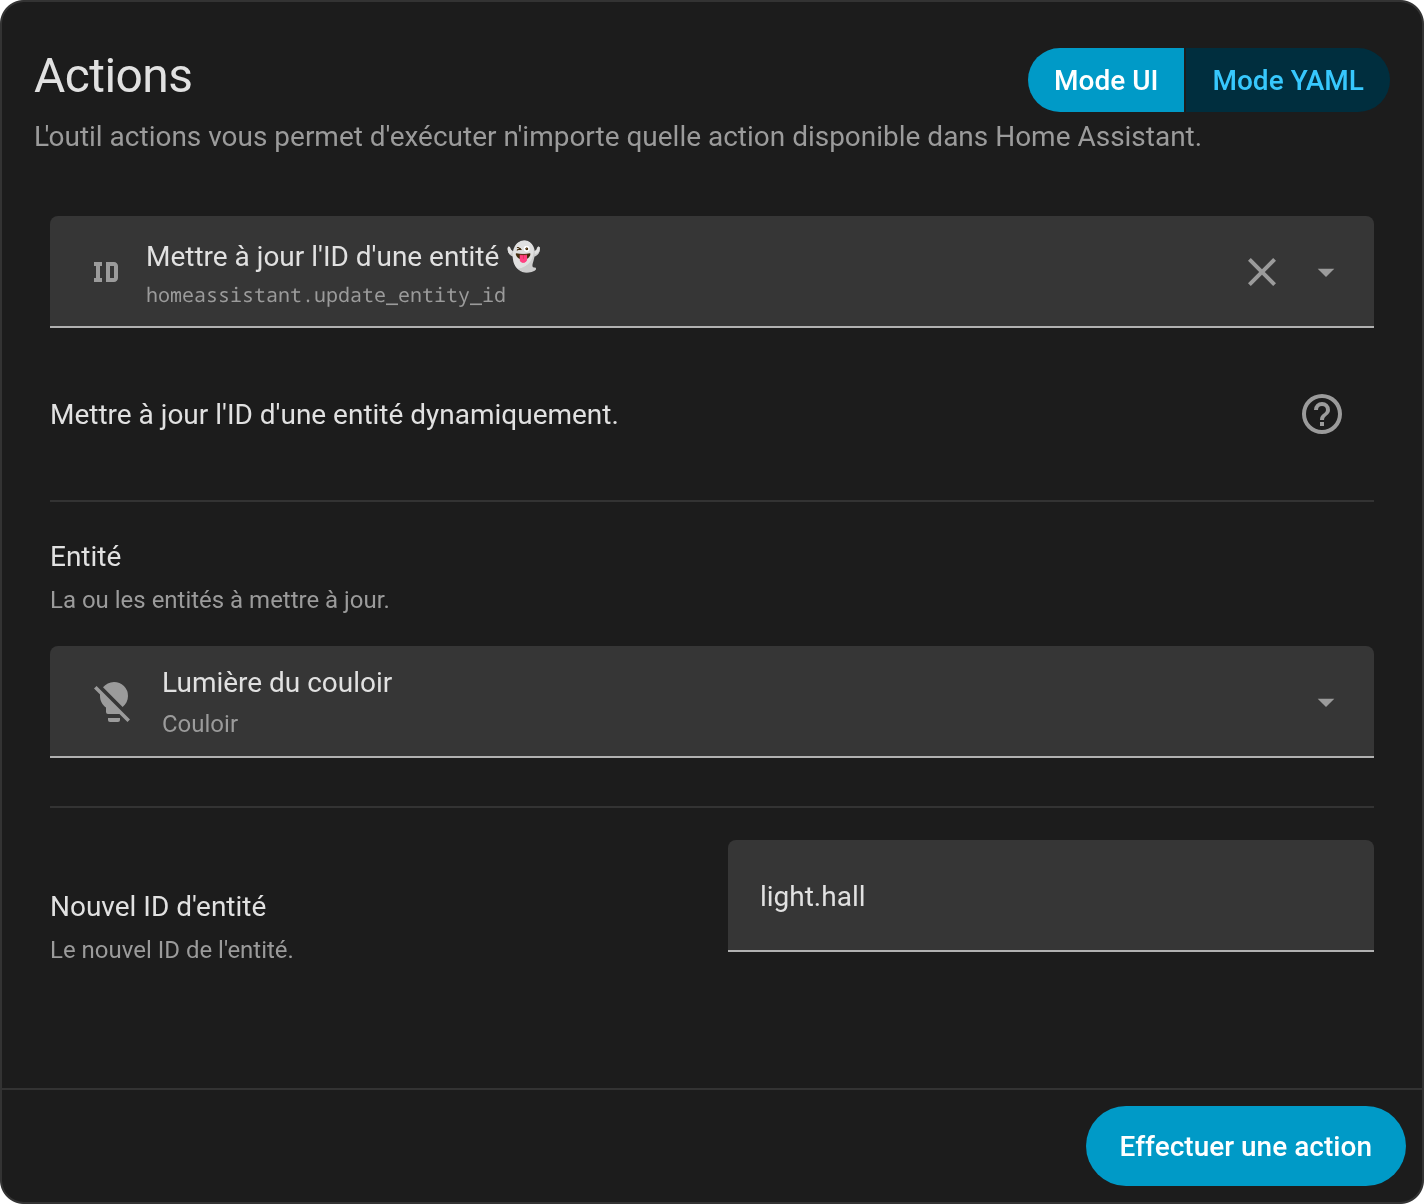 Actions
Mode UI
Mode YAML
L'outil actions vous permet d'exécuter n'importe quelle action disponible dans Home Assistant.
ID
Mettre à jour l'ID d'une entité 👻
homeassistant.update_entity_id
Mettre à jour l'ID d'une entité dynamiquement.
Entité
La ou les entités à mettre à jour.
Lumière du couloir
Couloir
Nouvel ID d'entité
Le nouvel ID de l'entité.
light.hall
Effectuer une action